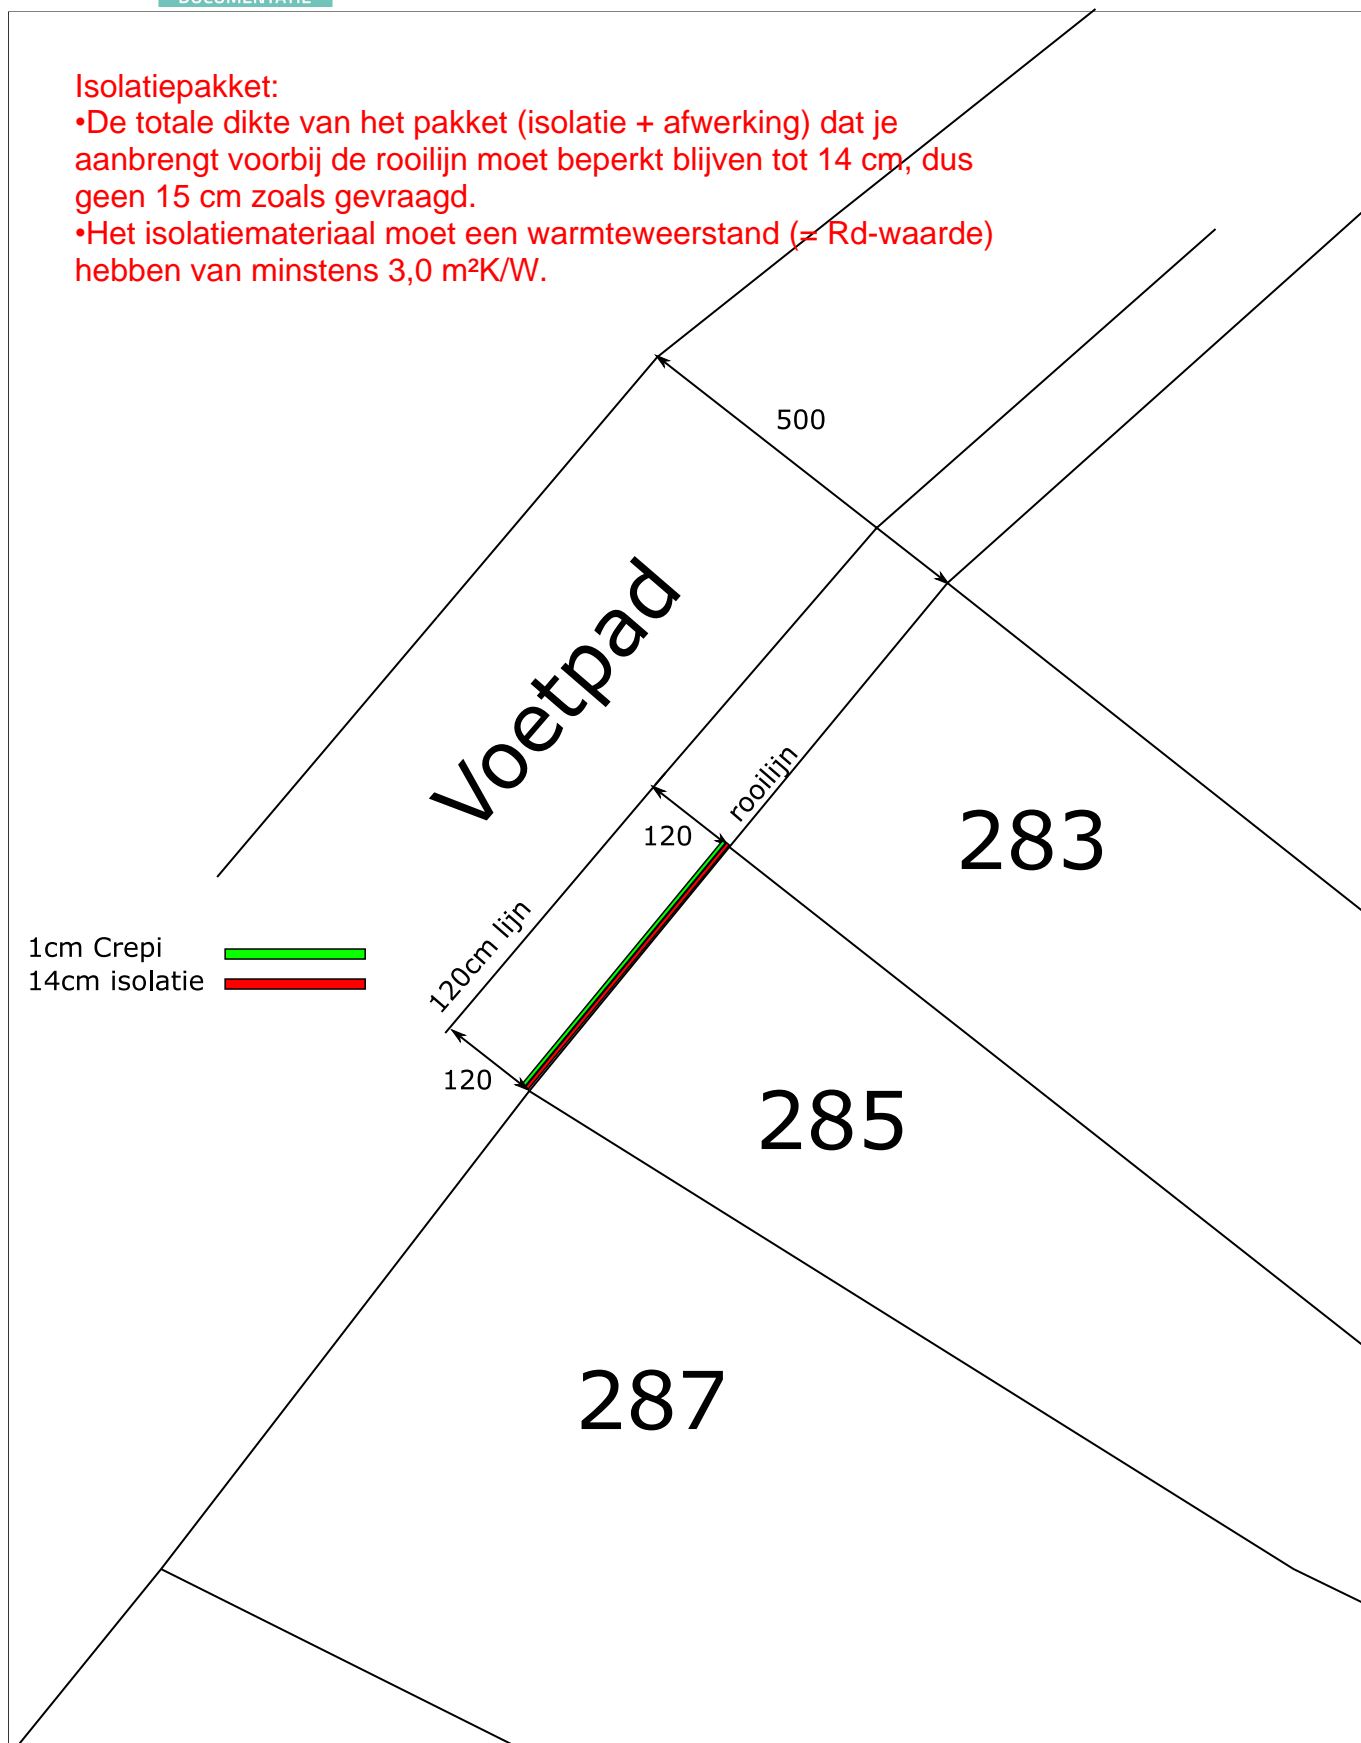 DOCUMENTATIE
Isolatiepakket:
•De totale dikte van het pakket (isolatie + afwerking) dat je
aanbrengt voorbij de rooilijn moet beperkt blijven tot 14 cm, dus
geen 15 cm zoals gevraagd.
•Het isolatiemateriaal moet een warmteweerstand (= Rd-waarde)
hebben van minstens 3,0 m²K/W.
500
Voetpad
rooilijn
120
283
120cm lijn
1cm Crepi
14cm isolatie
120
285
287